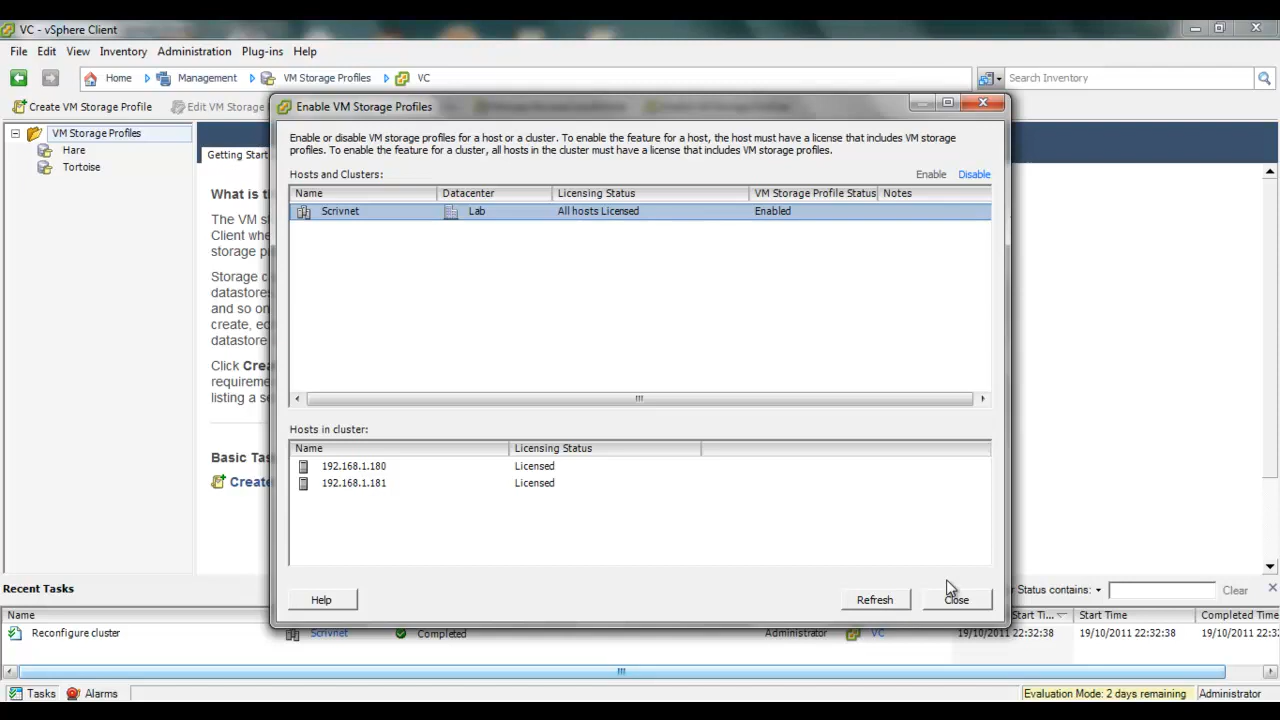 VC - vSphere Client
File Edit View Inventory Administration Plug-ins Help
Home Management VM Storage Profiles VC Search Inventory
Create VM Storage Profile Edit VM Storage
Enable VM Storage Profiles
VM Storage Profiles
Hare
Tortoise
Getting Start
What is th
The VM st
Client whe
storage p
Storage c
datastores
and so on
create, ed
datastore
Click Crea
requireme
listing a se
Basic Tas
Create
Enable or disable VM storage profiles for a host or a cluster. To enable the feature for a host, the host must have a license that includes VM storage
profiles. To enable the feature for a cluster, all hosts in the cluster must have a license that includes VM storage profiles.
Hosts and Clusters: Enable Disable
Name Datacenter Licensing Status VM Storage Profile Status Notes
Scrivnet Lab All hosts Licensed Enabled
Hosts in cluster:
Name Licensing Status
192.168.1.180 Licensed
192.168.1.181 Licensed
Help Refresh Close
Recent Tasks r Status contains: Clear
Name Start Ti... Start Time Completed Time
Reconfigure cluster Scrivnet Completed Administrator VC 19/10/2011 22:32:38 19/10/2011 22:32:38 19/10/2011 22:32:38
Tasks Alarms Evaluation Mode: 2 days remaining Administrator